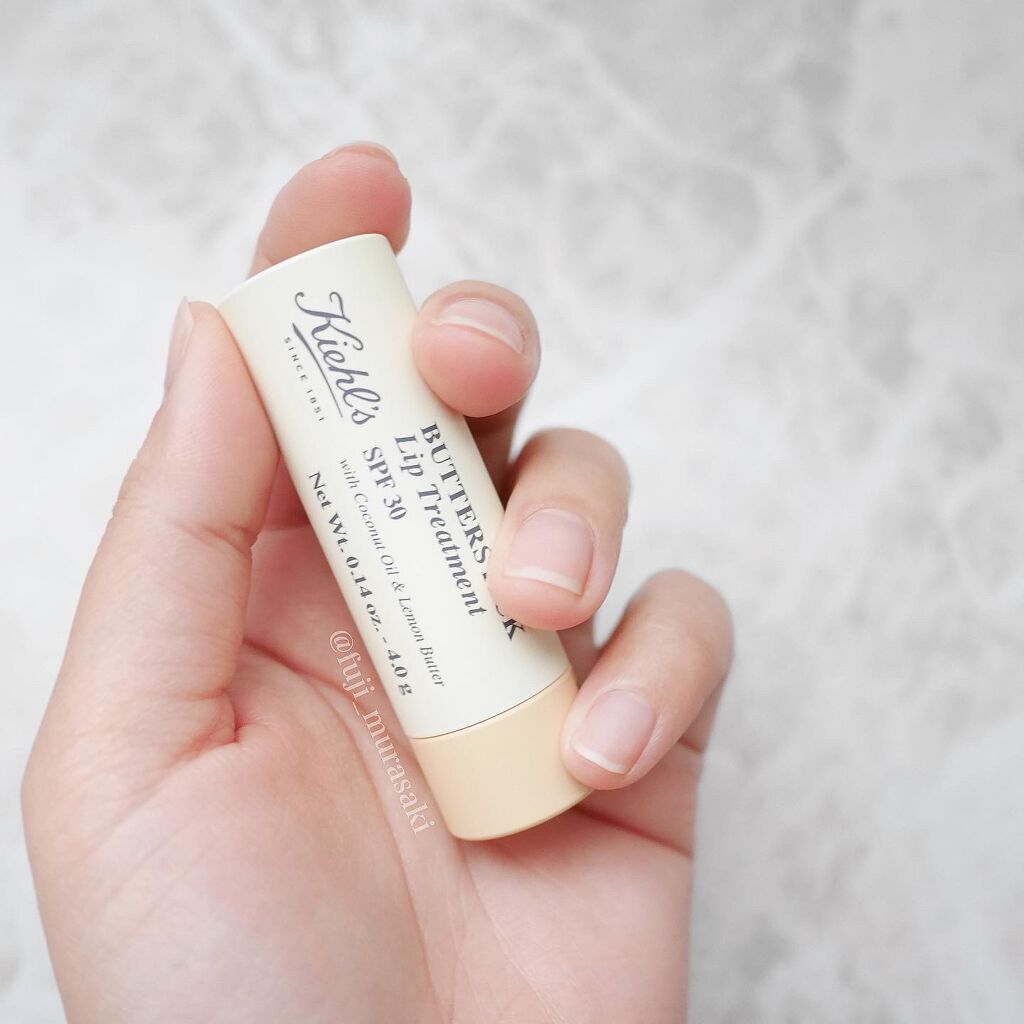 Kiehl's
SINCE 1851
Lip Treatment
SPF 30
with Coconut Oil & Lemon Butter
Net Wt. 0.14 oz. - 4.0 g
@fuji_murasaki